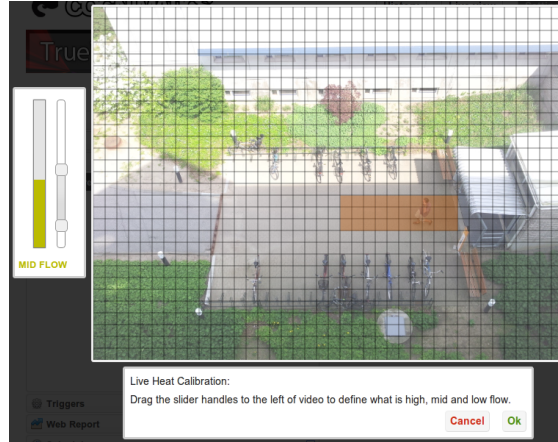 True
MID FLOW
Live Heat Calibration:
Drag the slider handles to the left of video to define what is high, mid and low flow.
Triggers
Cancel
Ok
Web Report